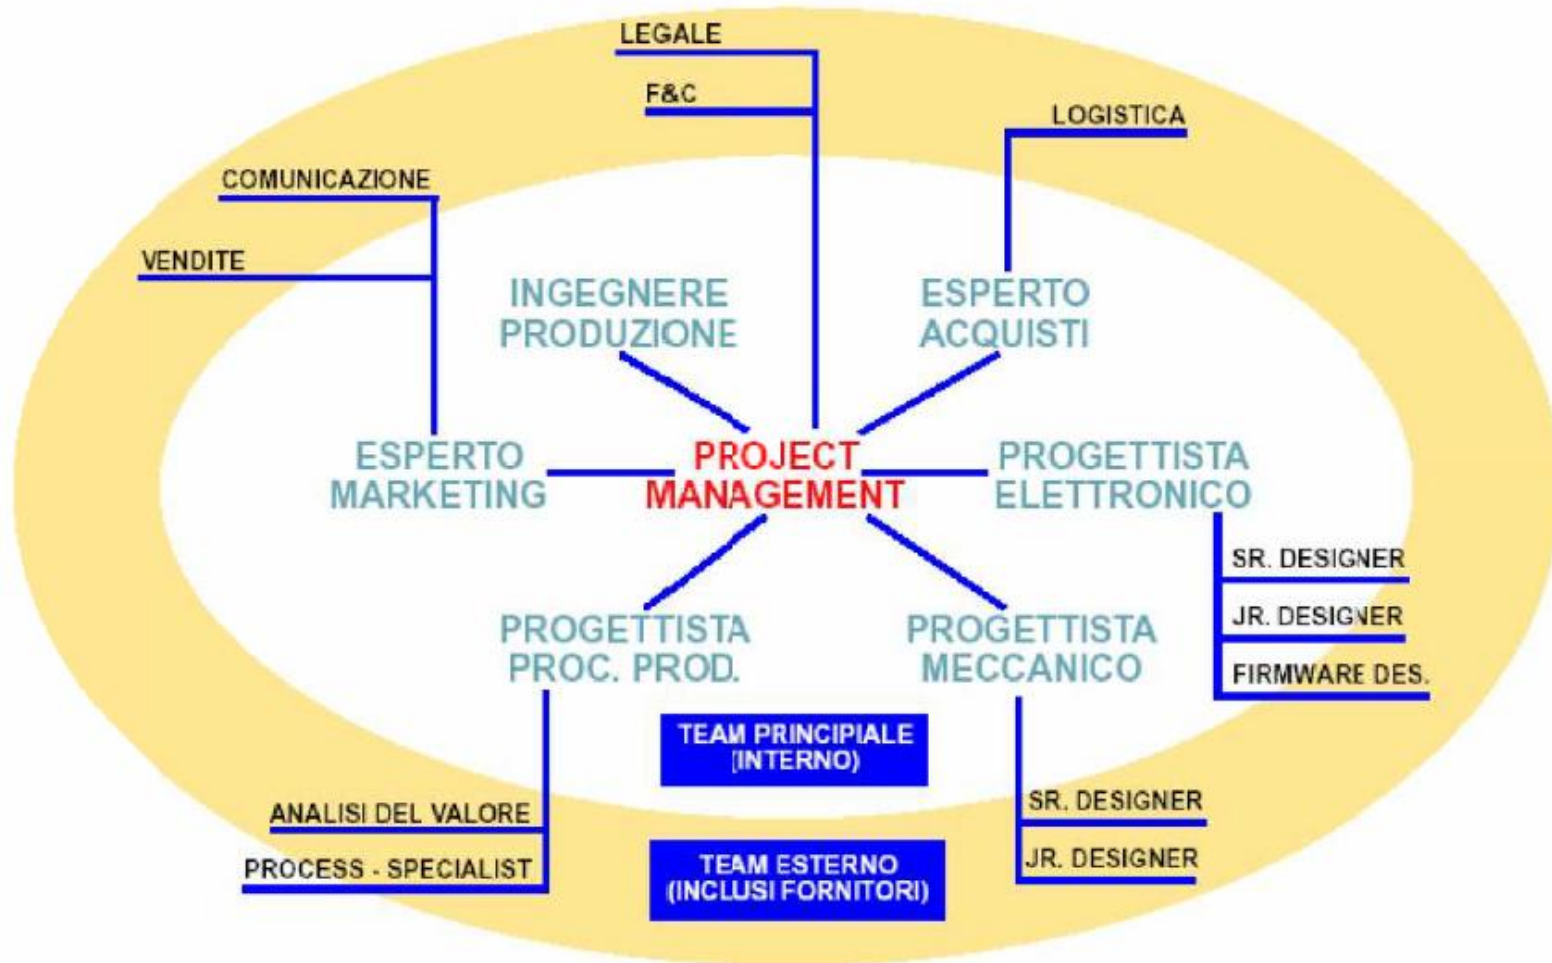 LEGALE
F&C
LOGISTICA
COMUNICAZIONE
VENDITE
INGEGNERE
PRODUZIONE
ESPERTO
ACQUISTI
ESPERTO
MARKETING
PROJECT
MANAGEMENT
PROGETTISTA
ELETTRONICO
SR. DESIGNER
JR. DESIGNER
FIRMWARE DES.
PROGETTISTA
PROC. PROD.
PROGETTISTA
MECCANICO
TEAM PRINCIPIALE
(INTERNO)
ANALISI DEL VALORE
PROCESS - SPECIALIST
SR. DESIGNER
JR. DESIGNER
TEAM ESTERNO
(INCLUSI FORNITORI)